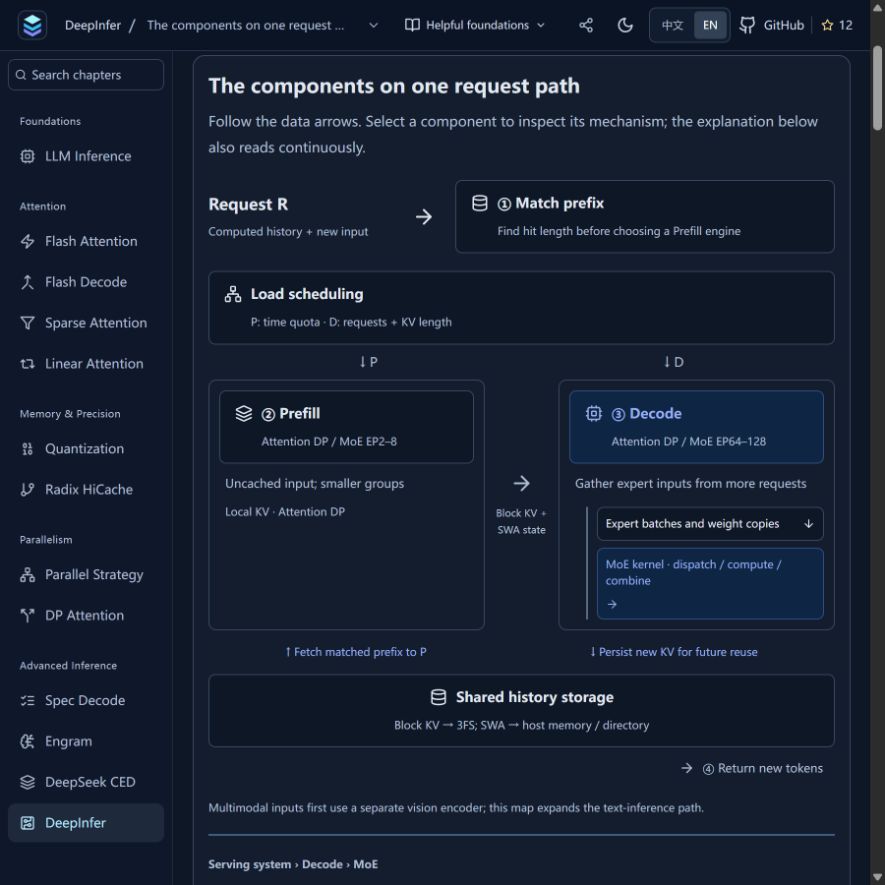 DeepInfer / The components on one request ...
Helpful foundations
中文
EN
GitHub
12
Search chapters
Foundations
LLM Inference
Attention
Flash Attention
Flash Decode
Sparse Attention
Linear Attention
Memory & Precision
Quantization
Radix HiCache
Parallelism
Parallel Strategy
DP Attention
Advanced Inference
Spec Decode
Engram
DeepSeek CED
DeepInfer
The components on one request path
Follow the data arrows. Select a component to inspect its mechanism; the explanation below
also reads continuously.
Request R
Computed history + new input
→
① Match prefix
Find hit length before choosing a Prefill engine
Load scheduling
P: time quota · D: requests + KV length
↓ P
↓ D
② Prefill
Attention DP / MoE EP2–8
Uncached input; smaller groups
Local KV · Attention DP
→
Block KV +
SWA state
③ Decode
Attention DP / MoE EP64–128
Gather expert inputs from more requests
Expert batches and weight copies ↓
MoE kernel · dispatch / compute /
combine
→
↑ Fetch matched prefix to P
↓ Persist new KV for future reuse
Shared history storage
Block KV → 3FS; SWA → host memory / directory
→ ④ Return new tokens
Multimodal inputs first use a separate vision encoder; this map expands the text-inference path.
Serving system › Decode › MoE